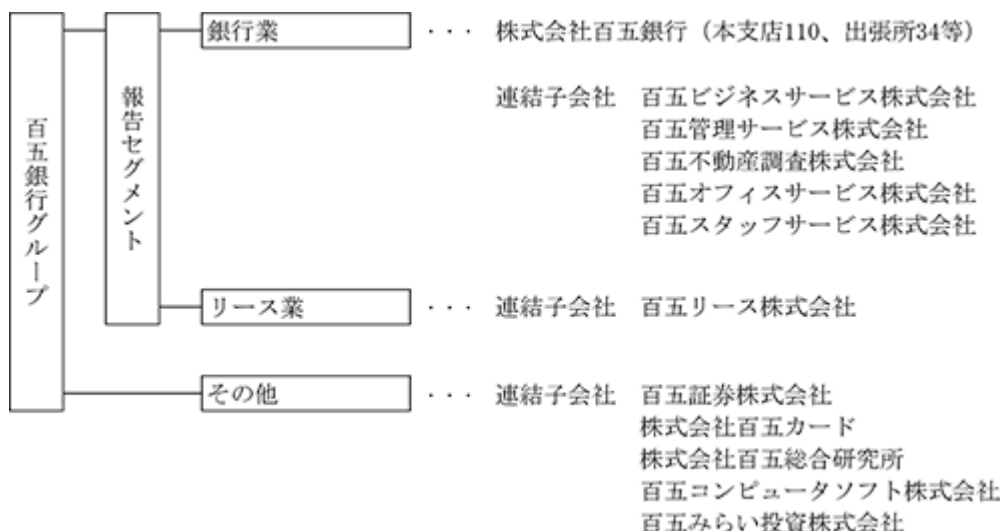 百五銀行グループ
報告セグメント
銀行業 ・・・ 株式会社百五銀行（本支店110、出張所34等）
連結子会社 百五ビジネスサービス株式会社
百五管理サービス株式会社
百五不動産調査株式会社
百五オフィスサービス株式会社
百五スタッフサービス株式会社
リース業 ・・・ 連結子会社 百五リース株式会社
その他 ・・・ 連結子会社 百五証券株式会社
株式会社百五カード
株式会社百五総合研究所
百五コンピュータソフト株式会社
百五みらい投資株式会社